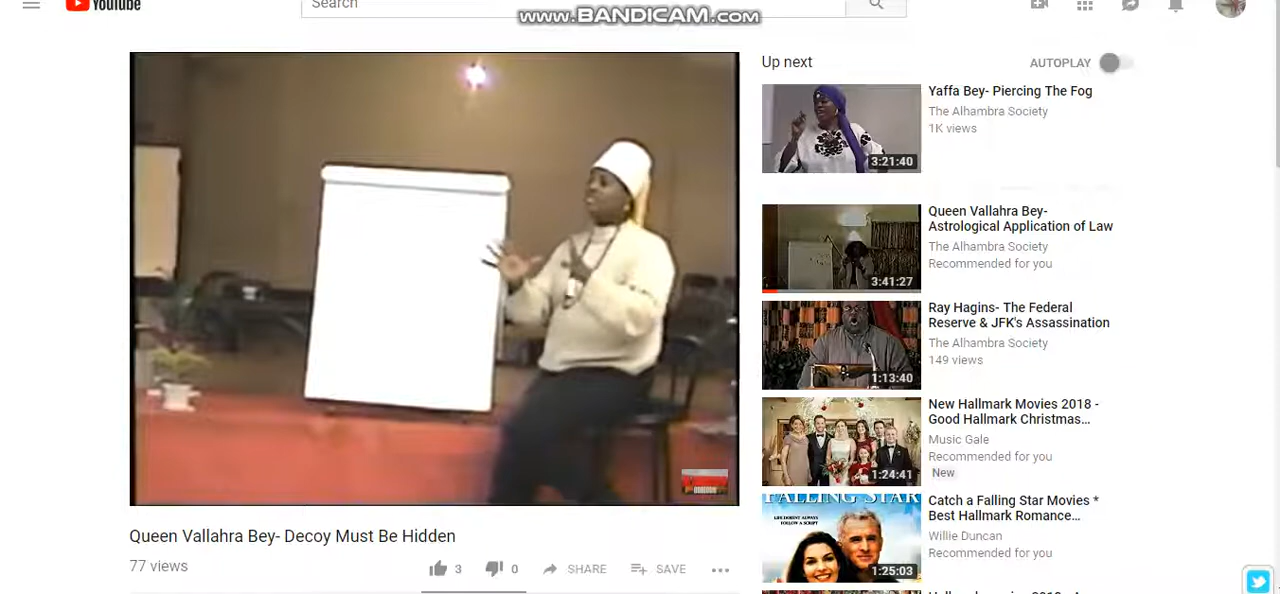 YouTube
Search
www.BANDICAM.com
Up next
AUTOPLAY
Yaffa Bey- Piercing The Fog
The Alhambra Society
1K views
3:21:40
Queen Vallahra Bey-
Astrological Application of Law
The Alhambra Society
Recommended for you
3:41:27
Ray Hagins- The Federal
Reserve & JFK's Assassination
The Alhambra Society
149 views
1:13:40
New Hallmark Movies 2018 -
Good Hallmark Christmas...
Music Gale
Recommended for you
New
1:24:41
Catch a Falling Star Movies *
Best Hallmark Romance...
Willie Duncan
Recommended for you
FALLING STAR
1:25:03
Queen Vallahra Bey- Decoy Must Be Hidden
77 views
3
0
SHARE
SAVE